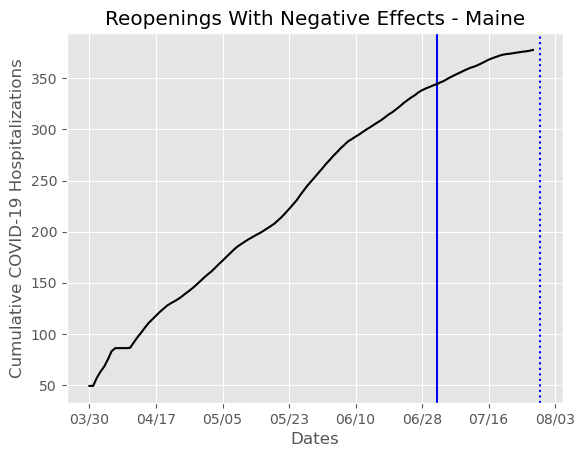 Reopenings With Negative Effects - Maine
Cumulative COVID-19 Hospitalizations
350
300
250
200
150
100
50
03/30 04/17 05/05 05/23 06/10 06/28 07/16 08/03
Dates